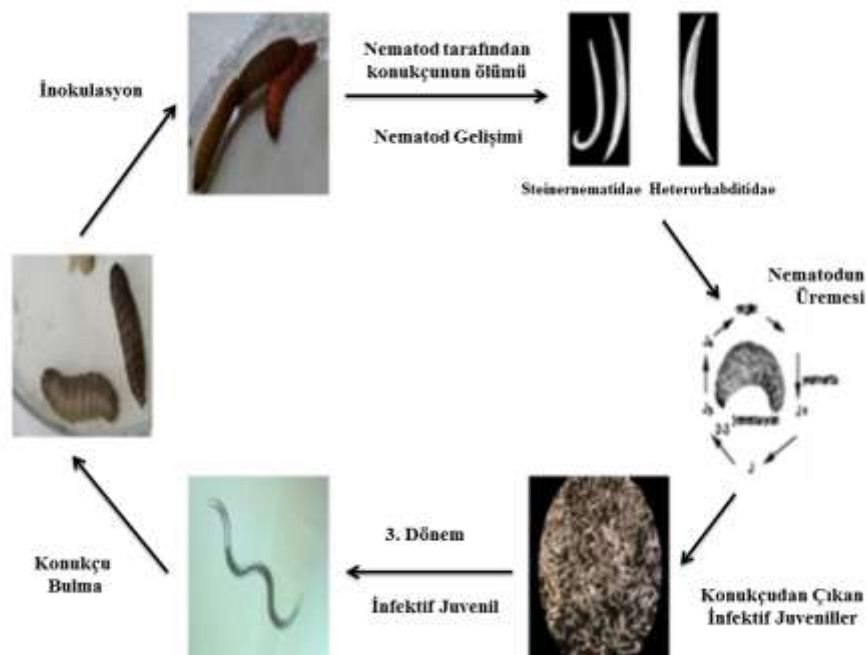 İnokulasyon
Nematod tarafından
konukçunun ölümü
Nematod Gelişimi
Steinernematidae Heterorhabditidae
Nematodun
Üremesi
Konukçudan Çıkan
İnfektif Juveniller
3. Dönem
İnfektif Juvenil
Konukçu
Bulma